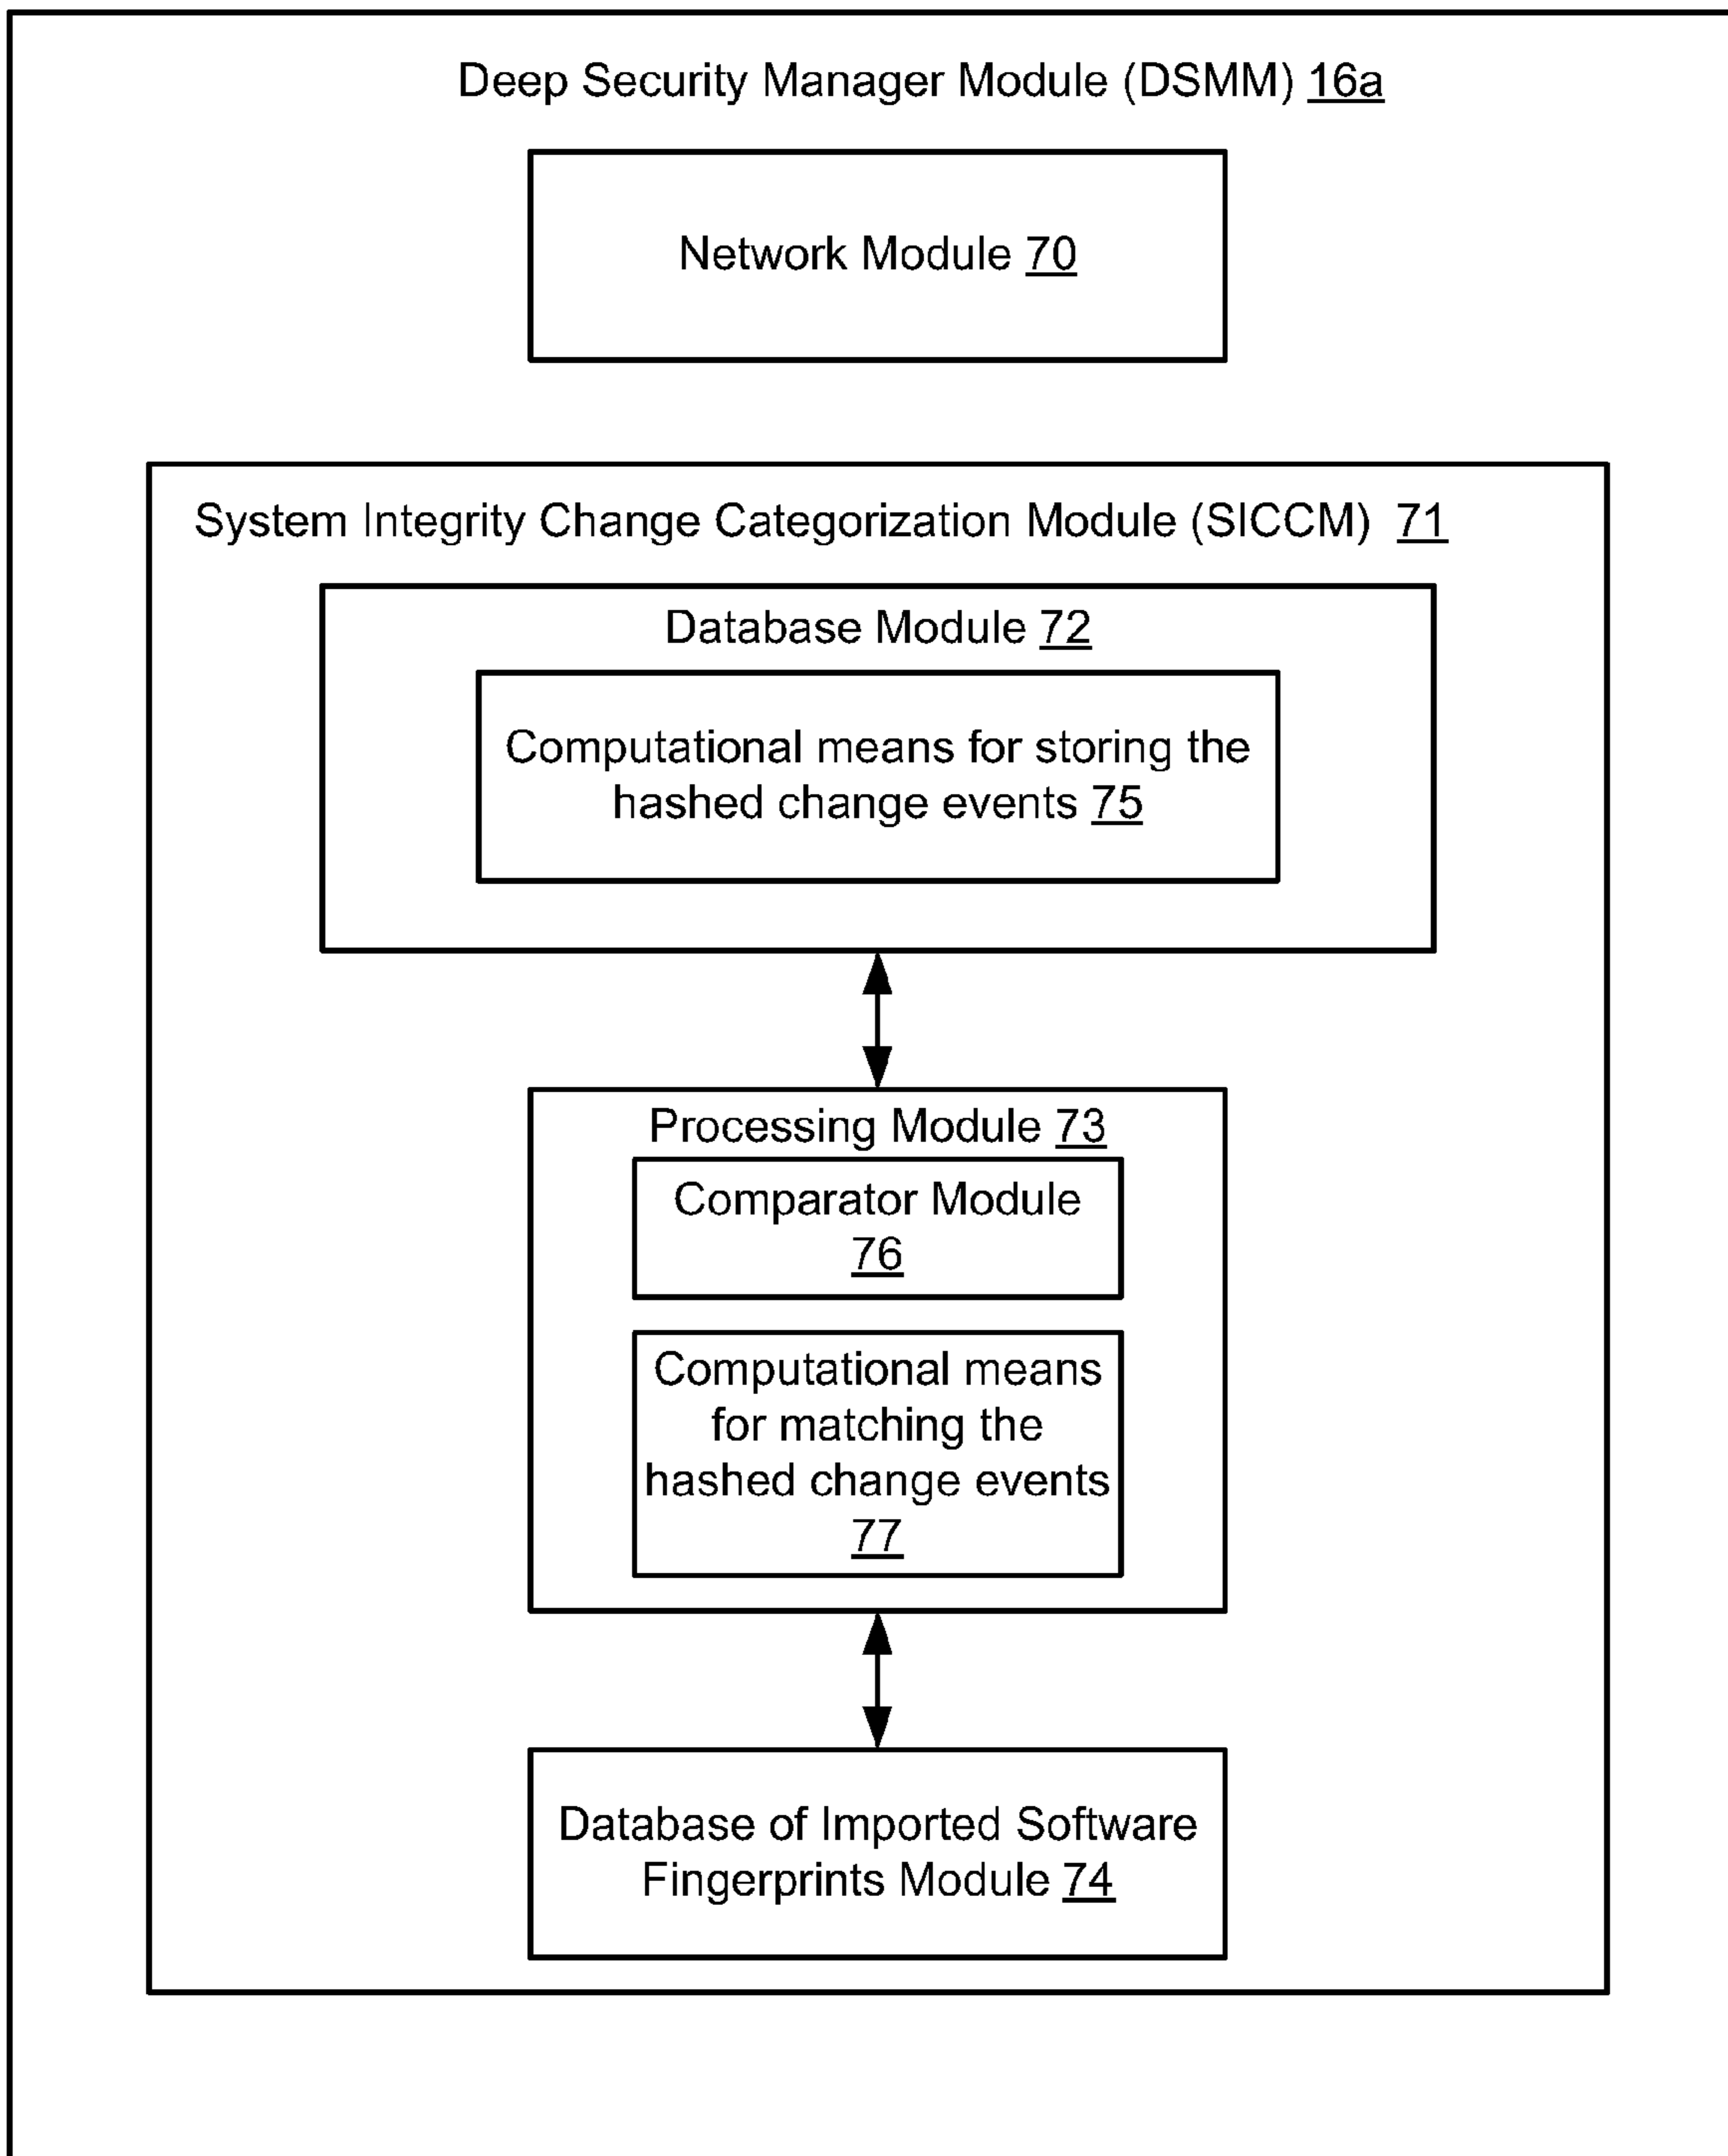 Deep Security Manager Module (DSMM) 16a
Network Module 70
System Integrity Change Categorization Module (SICCM) 71
Database Module 72
Computational means for storing the
hashed change events 75
Processing Module 73
Comparator Module
76
Computational means
for matching the
hashed change events
77
Database of Imported Software
Fingerprints Module 74